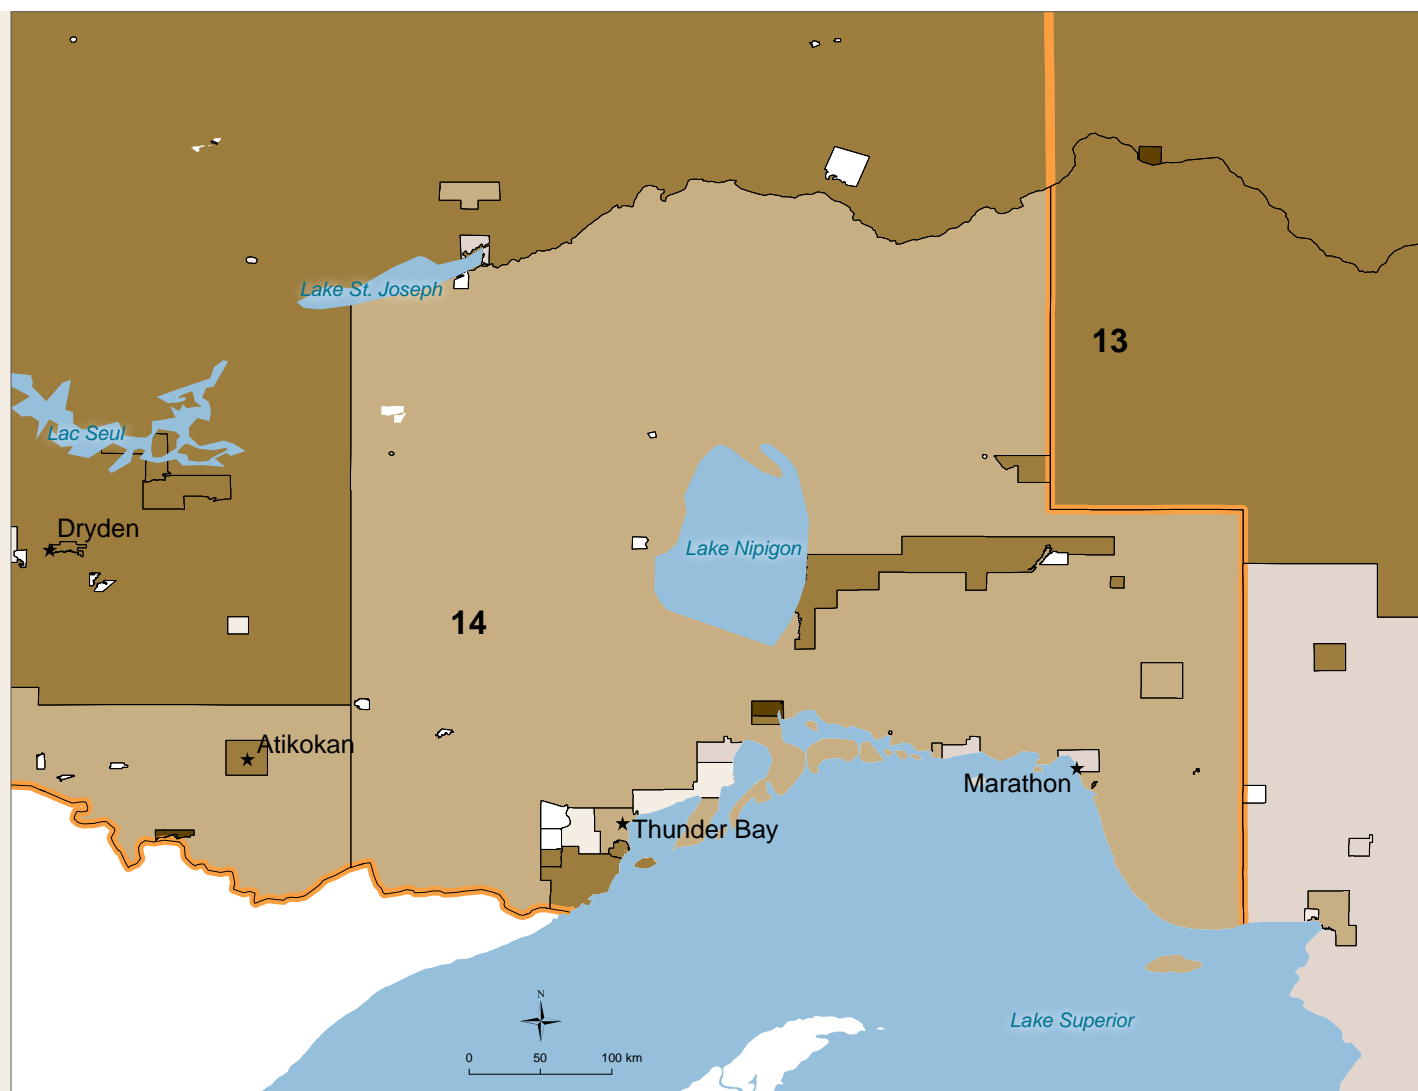 Lake St. Joseph
13
Lac Seul
Dryden
Lake Nipigon
14
Atikokan
Marathon
Thunder Bay
N
Lake Superior
0 50 100 km